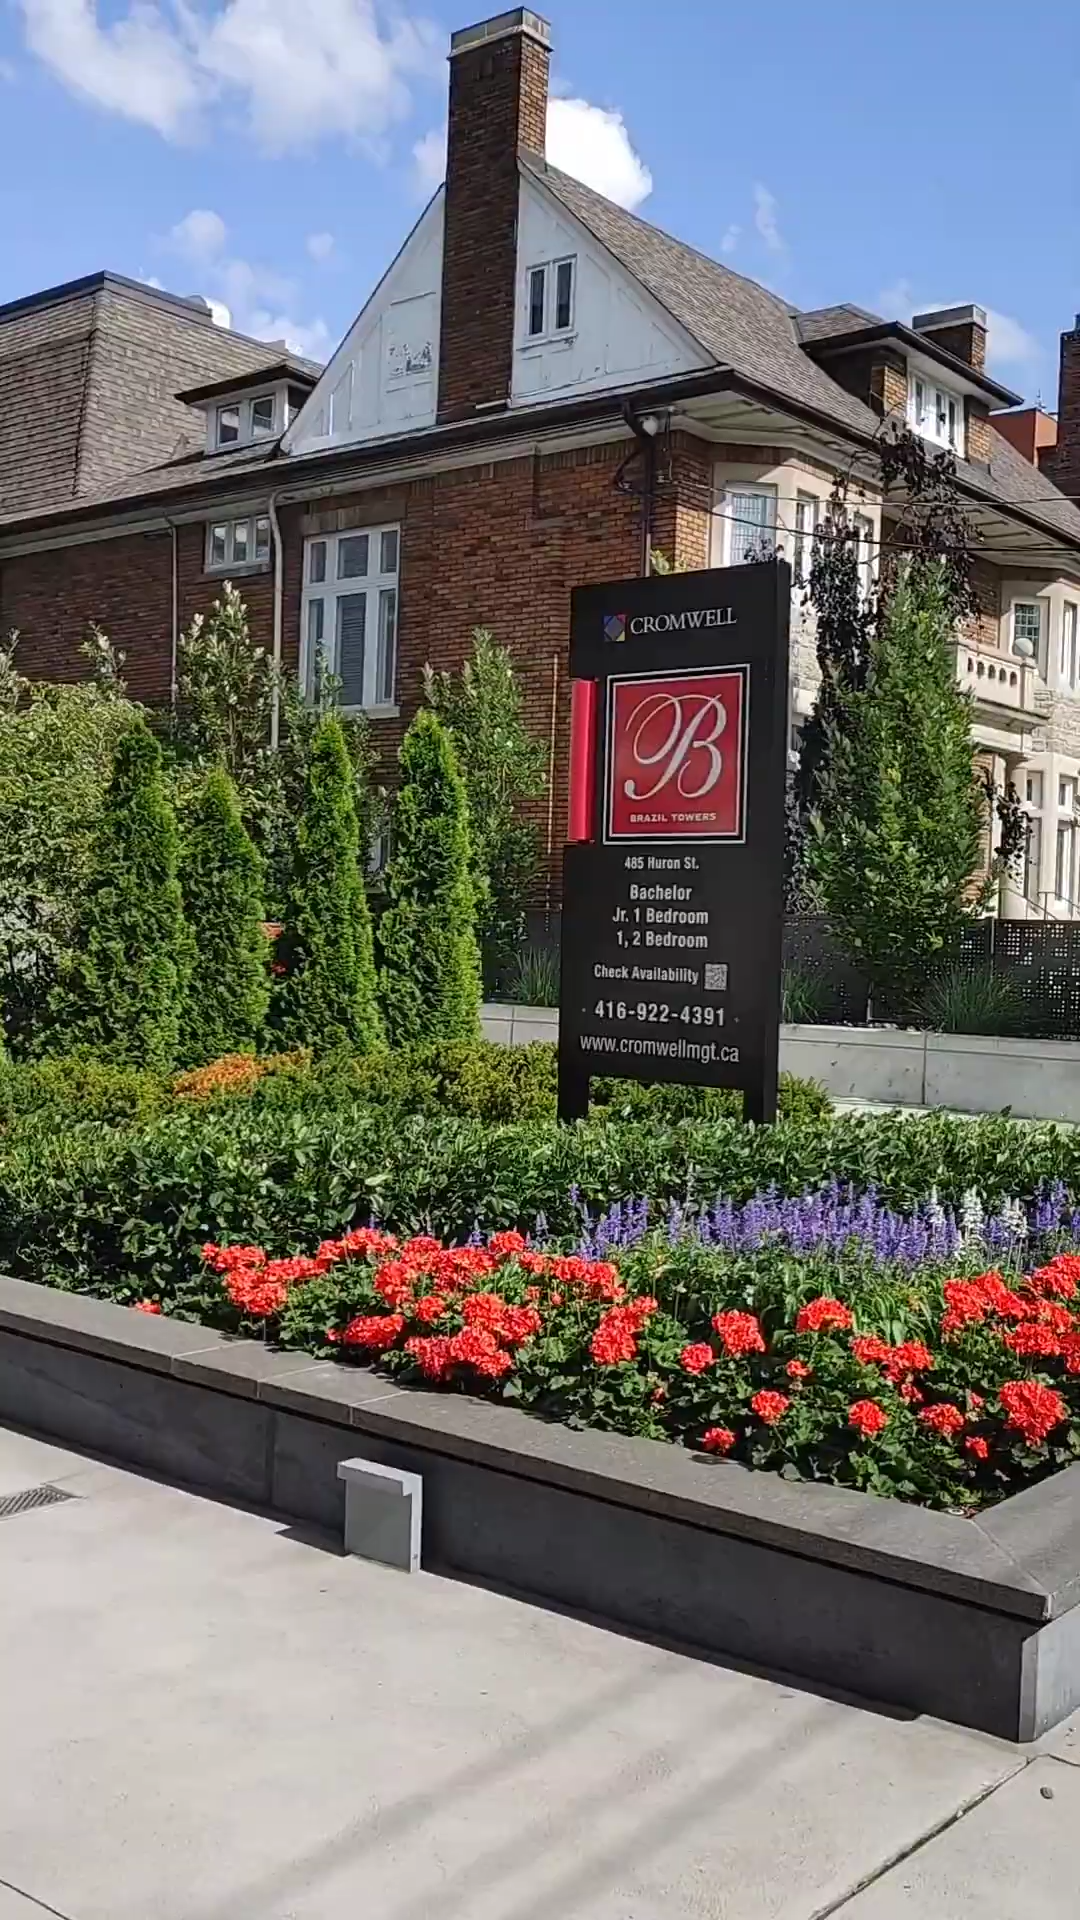 CROMWELL
B
BRAZIL TOWERS
485 Huron St.
Bachelor
Jr. 1 Bedroom
1, 2 Bedroom
Check Availability
416-922-4391
www.cromwellmgt.ca